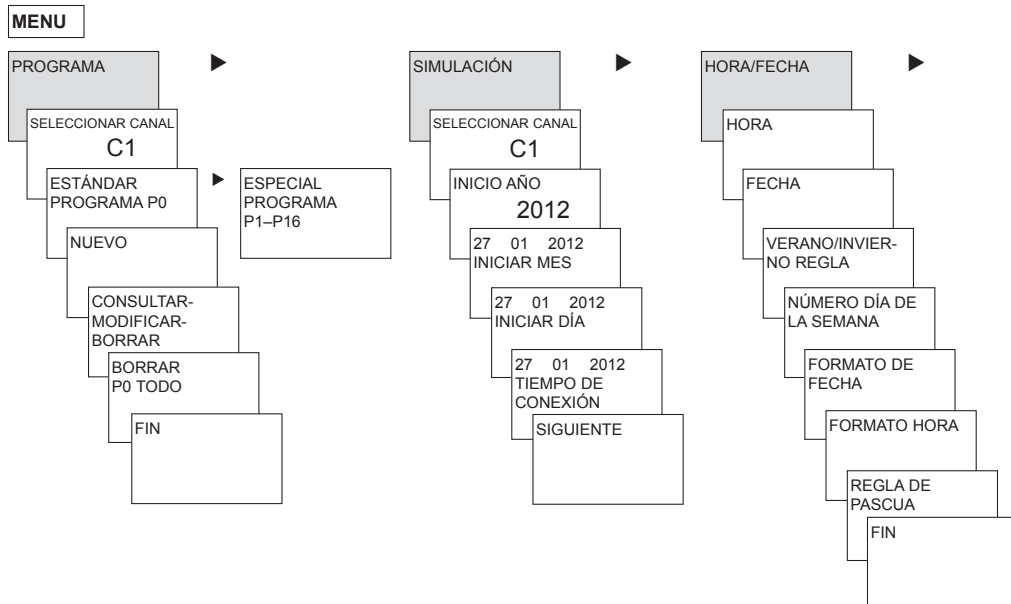 MENU
PROGRAMA
SELECCIONAR CANAL
C1
ESTÁNDAR
PROGRAMA P0
ESPECIAL
PROGRAMA
P1–P16
NUEVO
CONSULTAR-
MODIFICAR-
BORRAR
BORRAR
P0 TODO
FIN
SIMULACIÓN
SELECCIONAR CANAL
C1
INICIO AÑO
2012
27 01 2012
INICIAR MES
27 01 2012
INICIAR DÍA
27 01 2012
TIEMPO DE
CONEXIÓN
SIGUIENTE
HORA/FECHA
HORA
FECHA
VERANO/INVIER-
NO REGLA
NÚMERO DÍA DE
LA SEMANA
FORMATO DE
FECHA
FORMATO HORA
REGLA DE
PASCUA
FIN